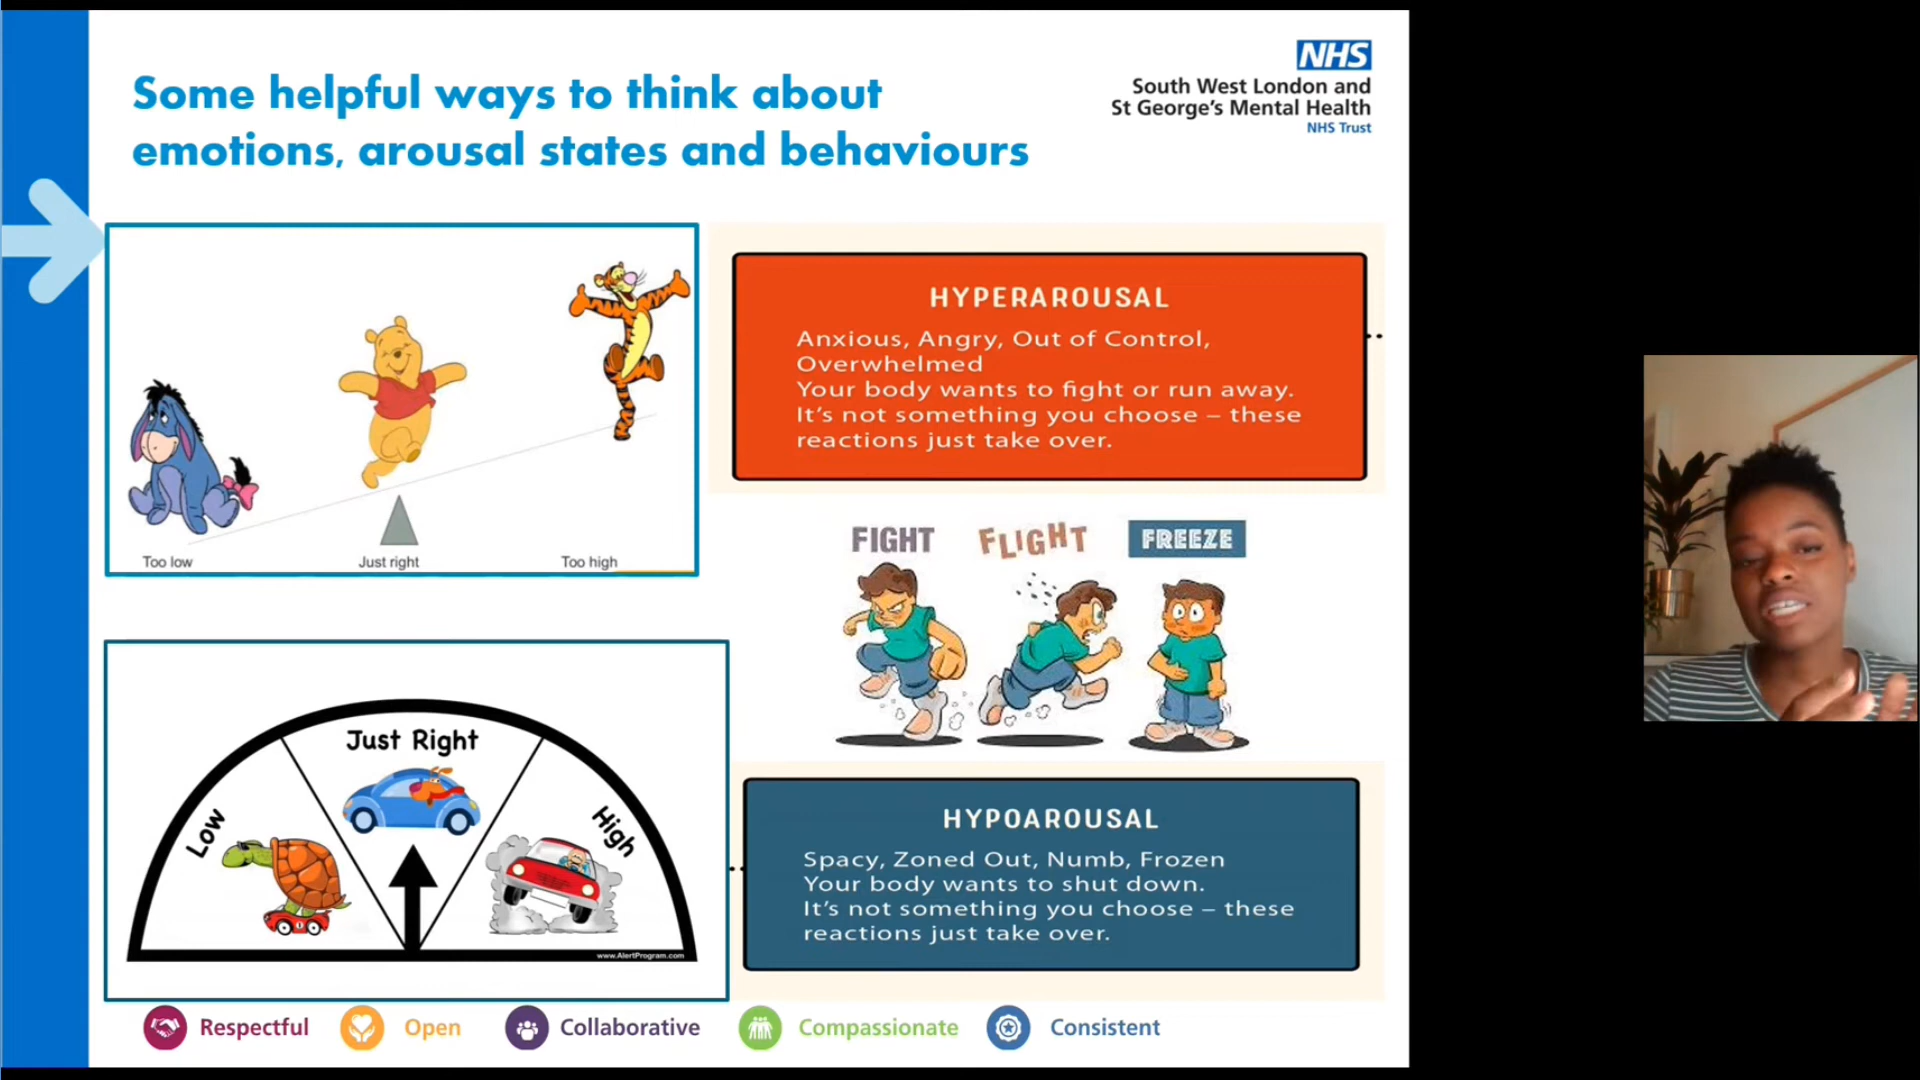 Some helpful ways to think about
emotions, arousal states and behaviours
NHS
South West London and
St George's Mental Health
NHS Trust
Too low
Just right
Too high
HYPERAROUSAL
Anxious, Angry, Out of Control,
Overwhelmed
Your body wants to fight or run away.
It's not something you choose – these
reactions just take over.
FIGHT
FLIGHT
FREEZE
Low
Just Right
High
1
www.AlertProgram.com
HYPOAROUSAL
Spacy, Zoned Out, Numb, Frozen
Your body wants to shut down.
It's not something you choose – these
reactions just take over.
Respectful
Open
Collaborative
Compassionate
Consistent